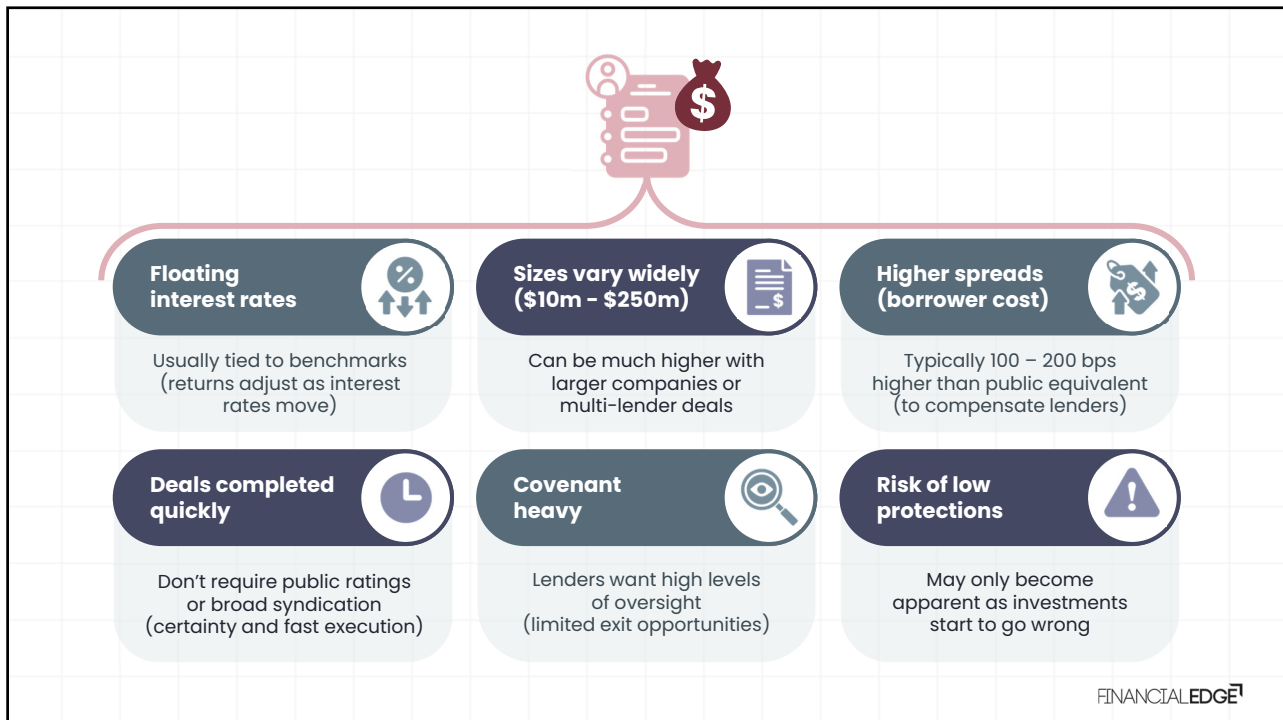 $
Floating
interest rates
%
Usually tied to benchmarks
(returns adjust as interest
rates move)
Sizes vary widely
($10m - $250m)
$
Can be much higher with
larger companies or
multi-lender deals
Higher spreads
(borrower cost)
$
Typically 100 – 200 bps
higher than public equivalent
(to compensate lenders)
Deals completed
quickly
Don’t require public ratings
or broad syndication
(certainty and fast execution)
Covenant
heavy
Lenders want high levels
of oversight
(limited exit opportunities)
Risk of low
protections
!
May only become
apparent as investments
start to go wrong
FINANCIALEDGE